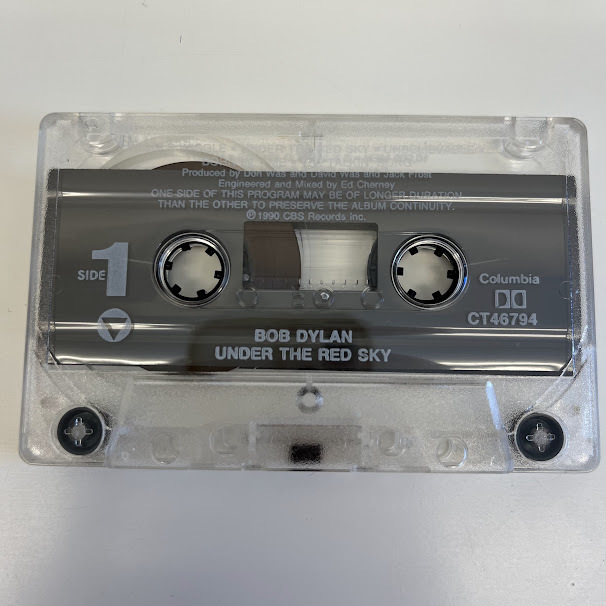 Produced by Don Was and David Was and Jack Frost
Engineered and Mixed by Ed Cherney
ONE SIDE OF THIS PROGRAM MAY BE OF LONGER DURATION
THAN THE OTHER TO PRESERVE THE ALBUM CONTINUITY.
℗ 1990 CBS Records Inc.
SIDE 1
Columbia
CT46794
BOB DYLAN
UNDER THE RED SKY